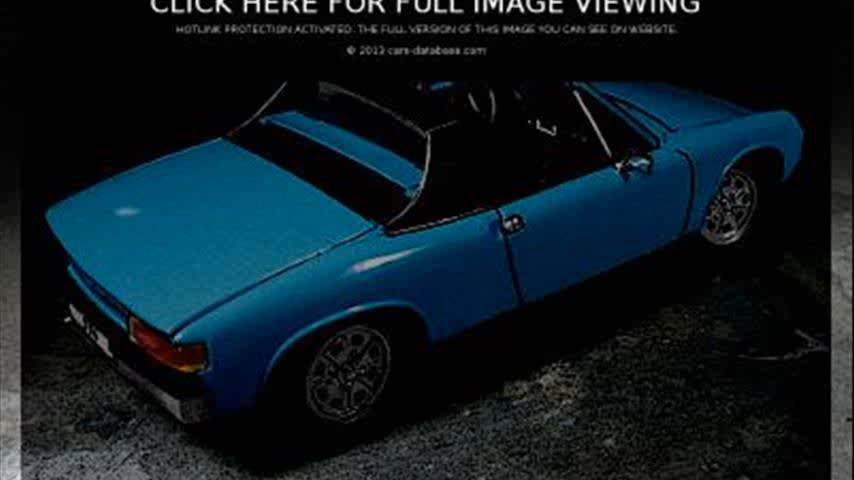 CLICK HERE FOR FULL IMAGE VIEWING
HOTLINK PROTECTION ACTIVATED: THE FULL VERSION OF THIS IMAGE YOU CAN SEE ON WEBSITE.
© 2013 cars-database.com